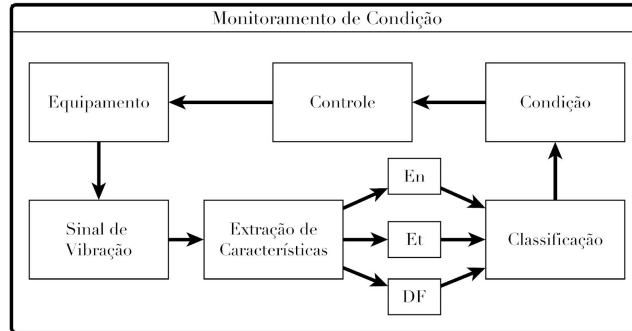 Monitoramento de Condição
Equipamento
Controle
Condição
Sinal de
Vibração
Extração de
Características
En
Et
DF
Classificação